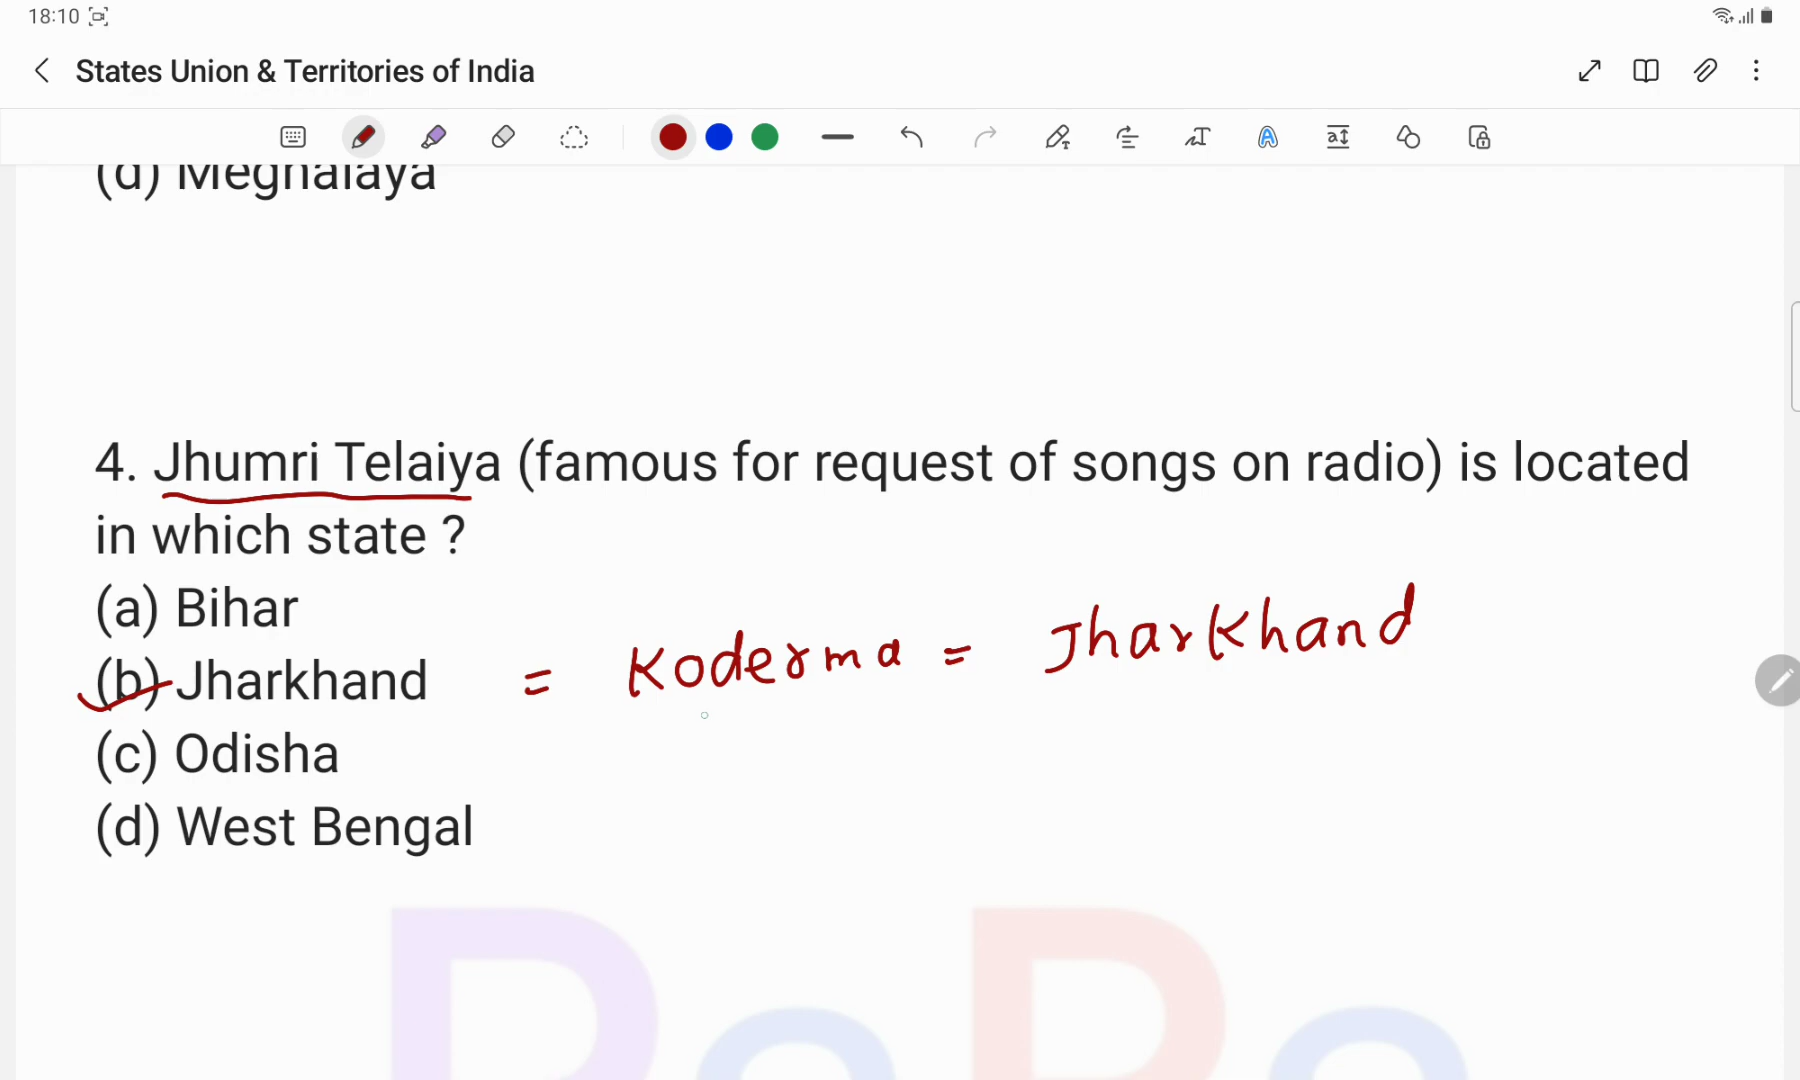 18:10
States Union & Territories of India
(d) Meghalaya
4. Jhumri Telaiya (famous for request of songs on radio) is located
in which state ?
(a) Bihar
(b) Jharkhand = Koderma = Jharkhand
(c) Odisha
(d) West Bengal